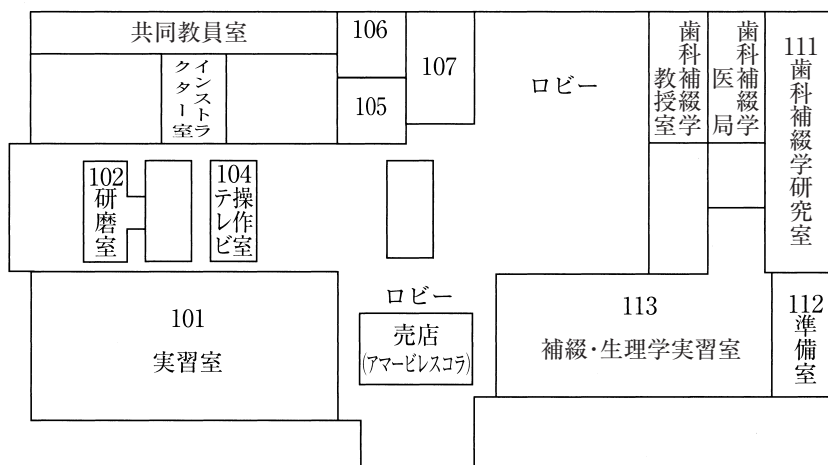 共同教員室
106
107
105
インストラ
クター室
ロビー
歯科補綴学
教授室
歯科補綴学
医局
111
歯科補綴学研究室
102
研磨室
104
操作室
テレビ
ロビー
101
実習室
売店
(アマービレスコラ)
113
補綴・生理学実習室
112
準備室